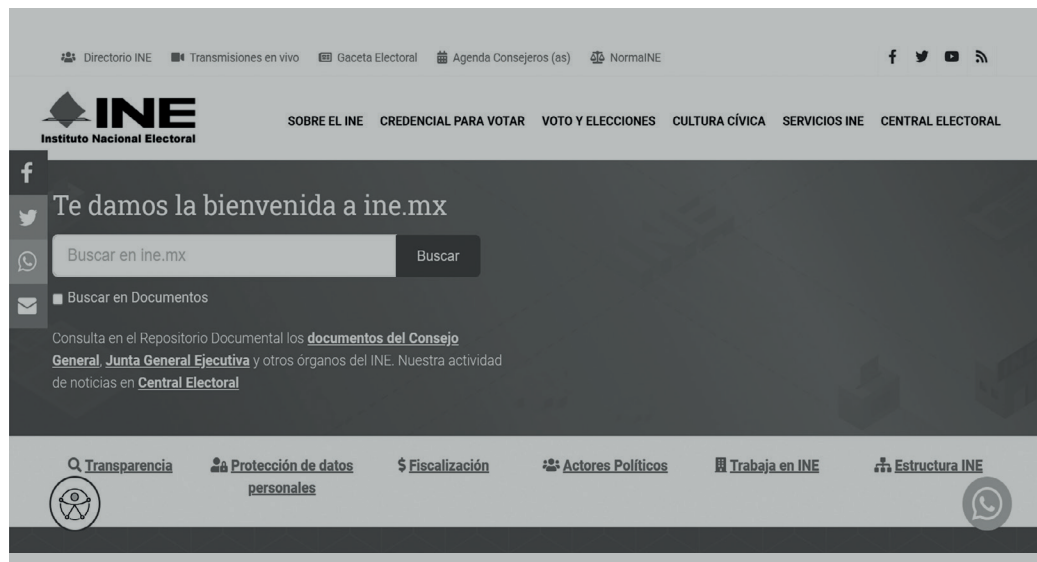 Directorio INE Transmisiones en vivo Gaceta Electoral Agenda Consejeros (as) NormaINE
INE
Instituto Nacional Electoral
SOBRE EL INE CREDENCIAL PARA VOTAR VOTO Y ELECCIONES CULTURA CÍVICA SERVICIOS INE CENTRAL ELECTORAL
Te damos la bienvenida a ine.mx
Buscar en ine.mx Buscar
Buscar en Documentos
Consulta en el Repositorio Documental los documentos del Consejo
General, Junta General Ejecutiva y otros órganos del INE. Nuestra actividad
de noticias en Central Electoral
Transparencia Protección de datos Fiscalización Actores Políticos Trabaja en INE Estructura INE
personales